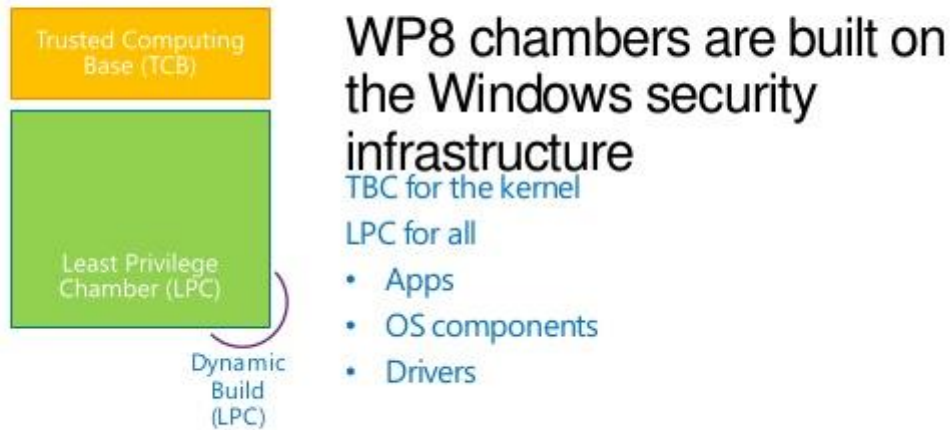 Trusted Computing
Base (TCB)
Least Privilege
Chamber (LPC)
Dynamic
Build
(LPC)
WP8 chambers are built on
the Windows security
infrastructure
TBC for the kernel
LPC for all
• Apps
• OS components
• Drivers